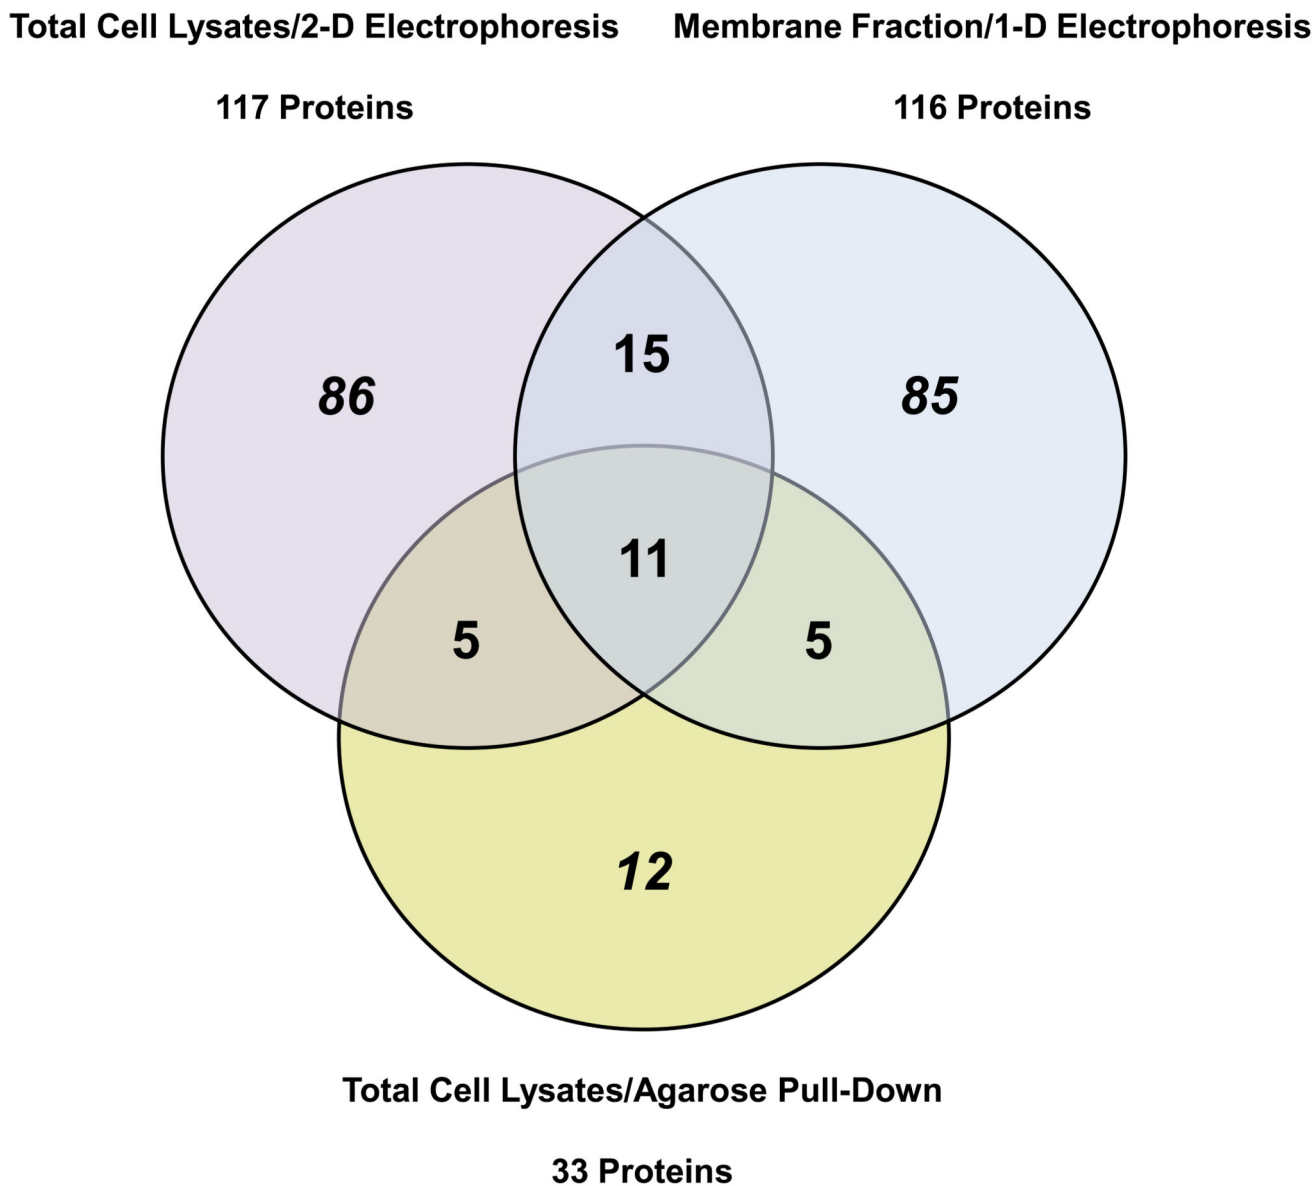 Total Cell Lysates/2-D Electrophoresis
Membrane Fraction/1-D Electrophoresis
117 Proteins
116 Proteins
15
86
85
11
5
5
12
Total Cell Lysates/Agarose Pull-Down
33 Proteins